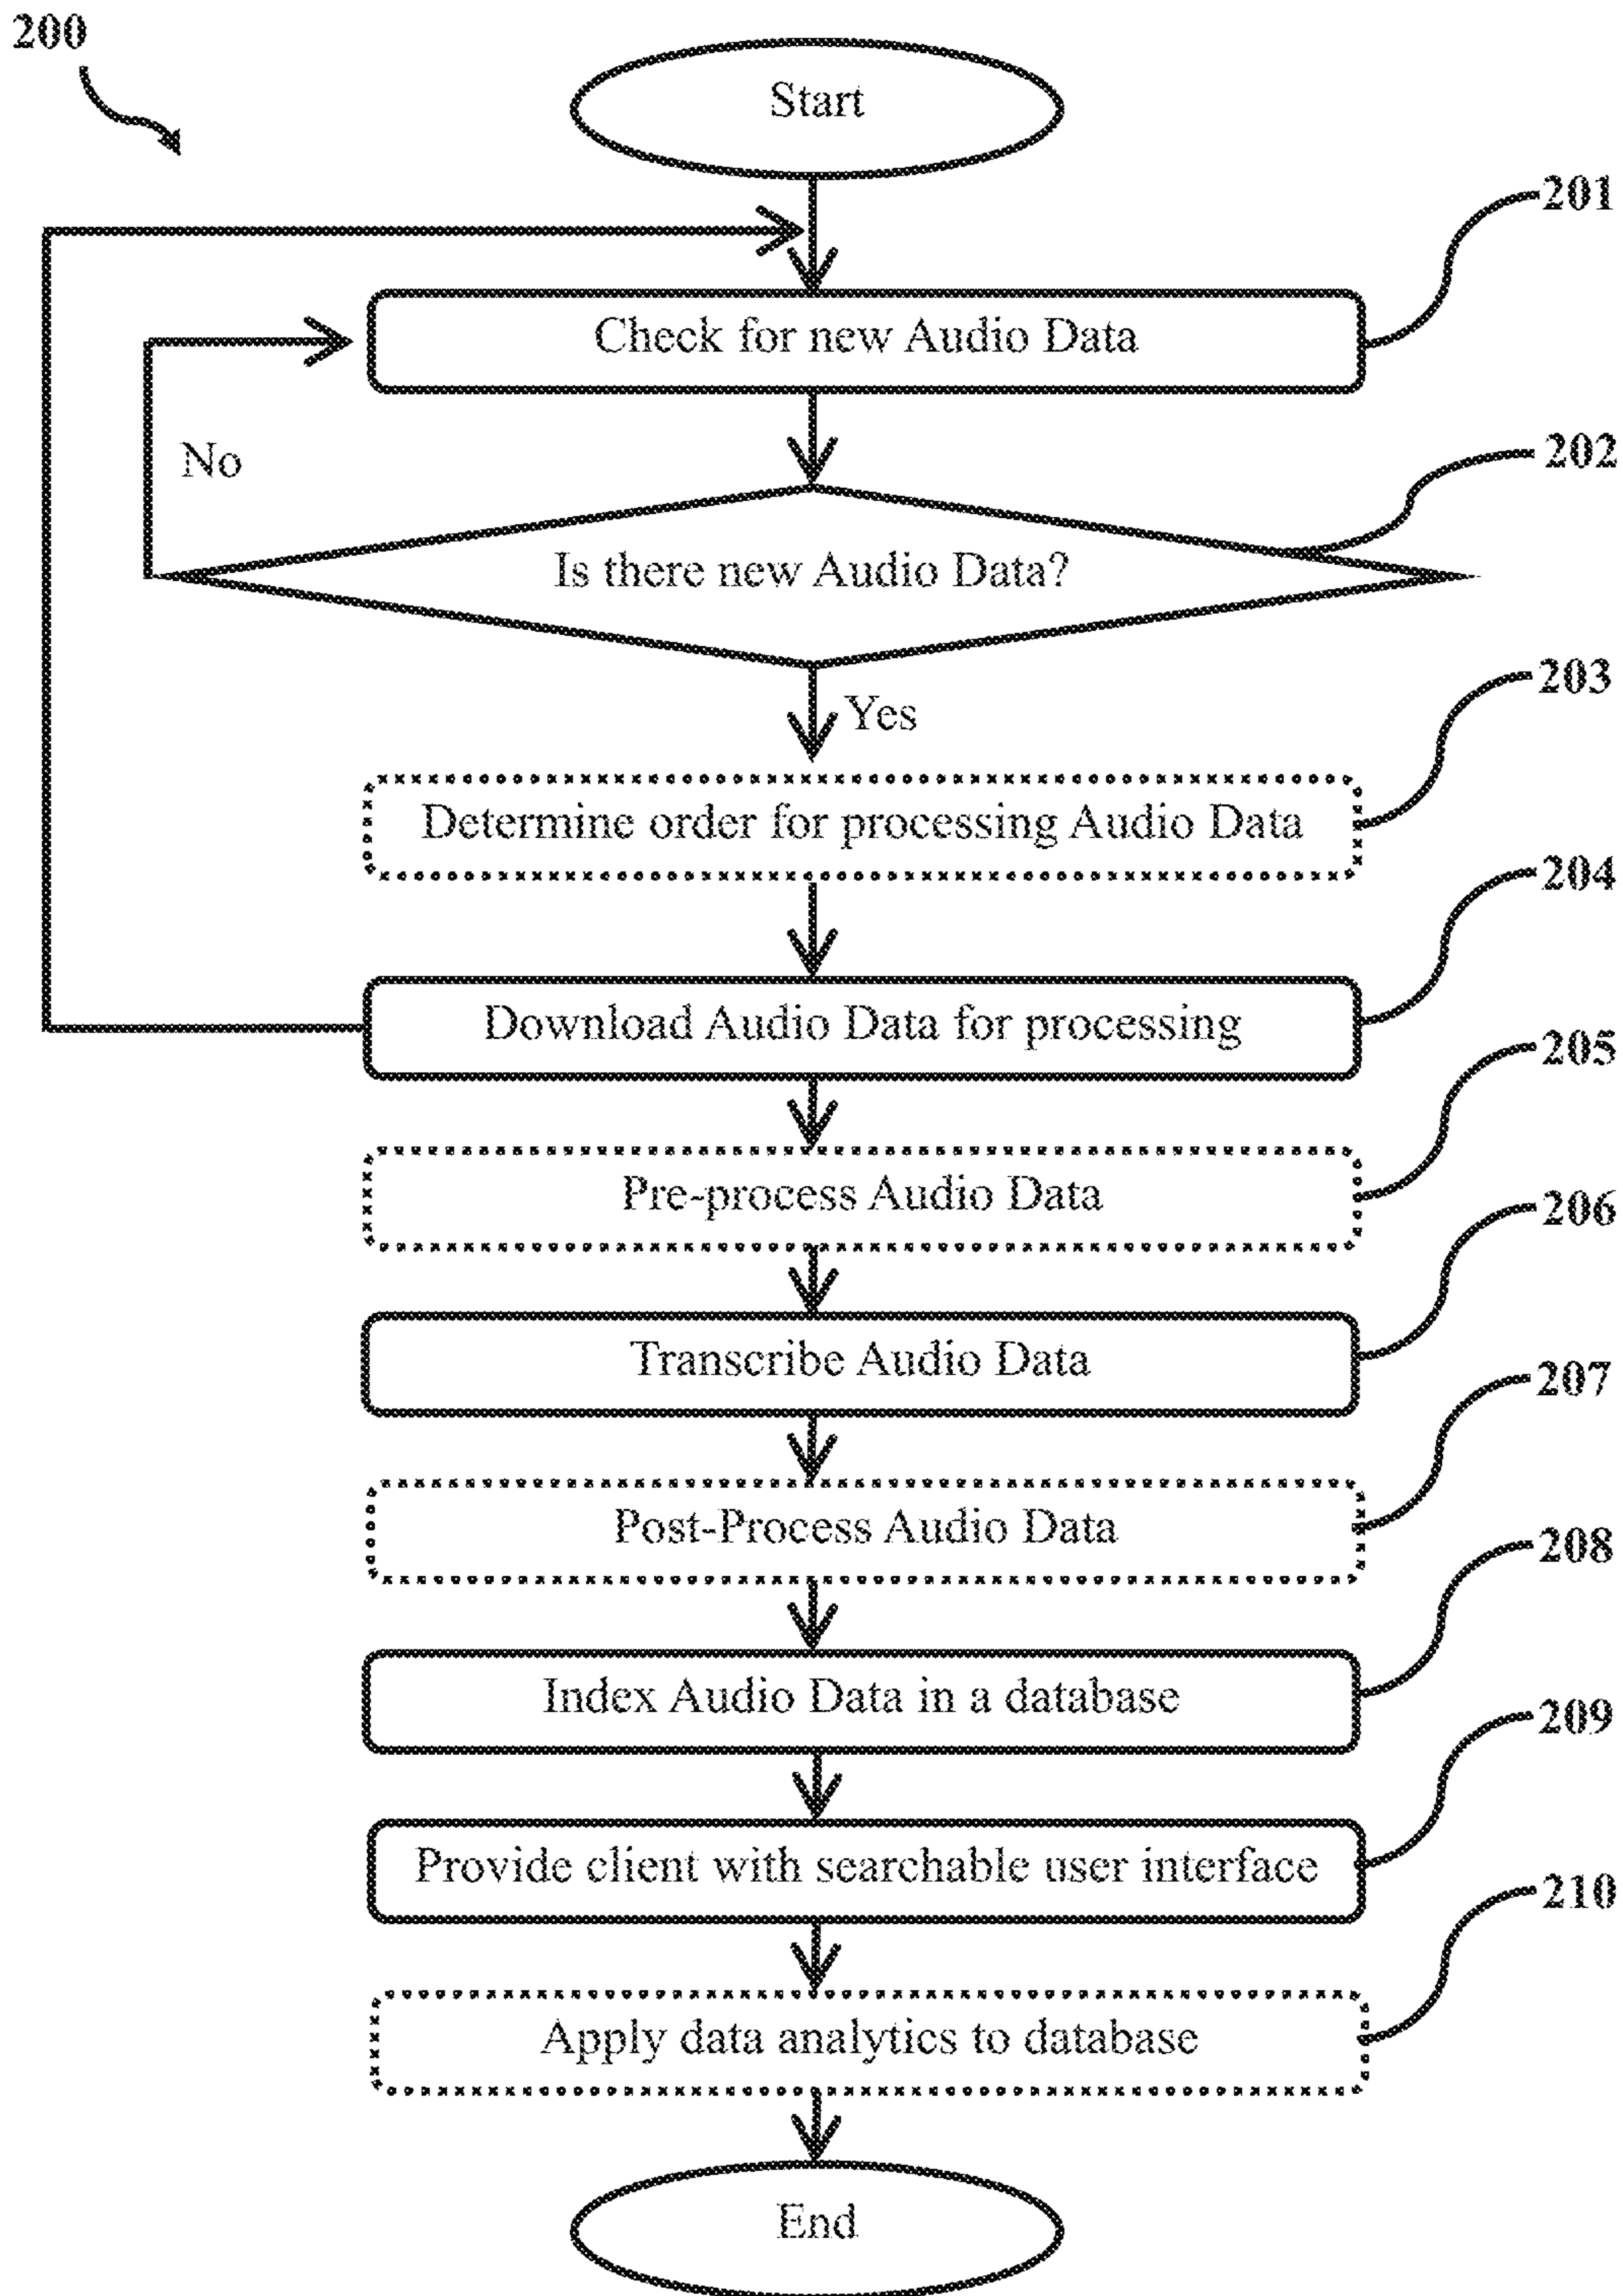 200
Start
201
Check for new Audio Data
No
202
Is there new Audio Data?
203
Yes
Determine order for processing Audio Data
204
Download Audio Data for processing
205
Pre-process Audio Data
206
Transcribe Audio Data
207
Post-Process Audio Data
208
Index Audio Data in a database
209
Provide client with searchable user interface
210
Apply data analytics to database
End